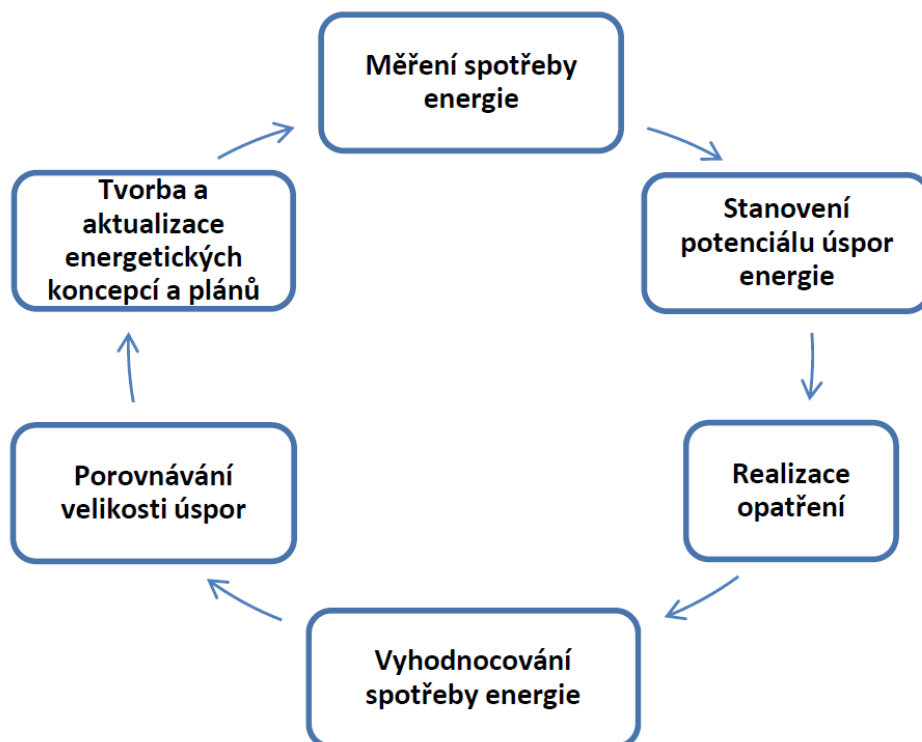 Měření spotřeby
energie
Stanovení
potenciálu úspor
energie
Realizace
opatření
Vyhodnocování
spotřeby energie
Porovnávání
velikosti úspor
Tvorba a
aktualizace
energetických
koncepcí a plánů